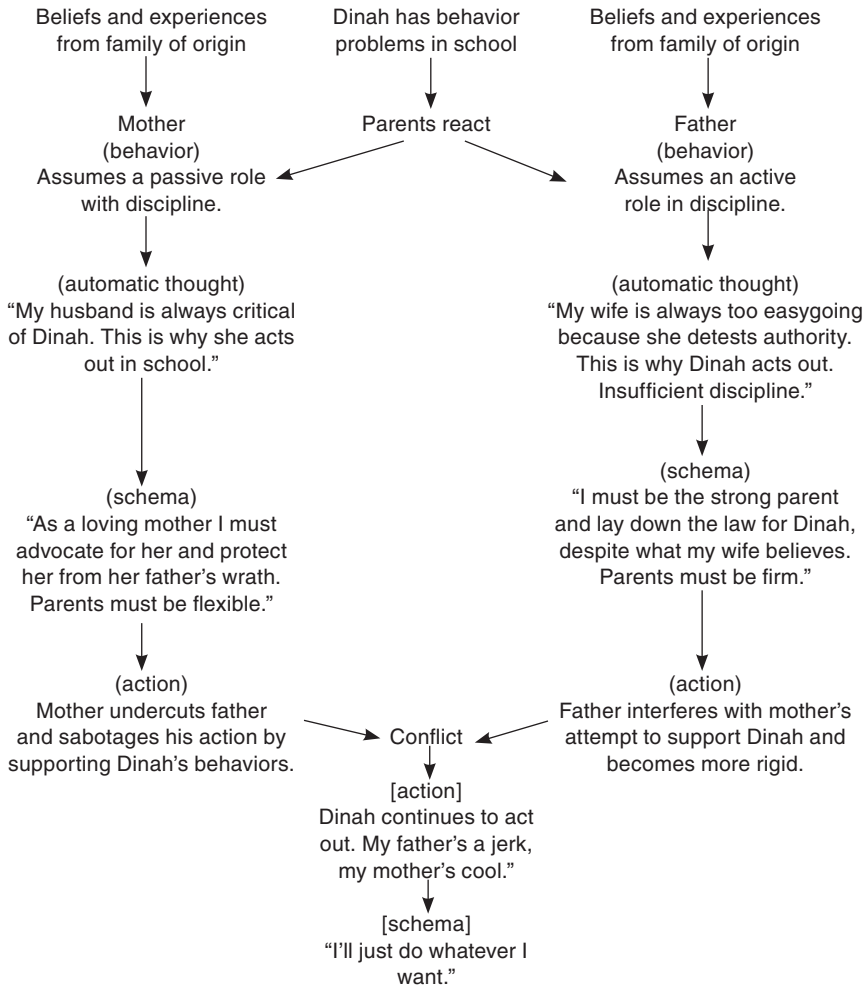 Beliefs and experiences
from family of origin
Dinah has behavior
problems in school
Beliefs and experiences
from family of origin
Mother
(behavior)
Assumes a passive role
with discipline.
Parents react
Father
(behavior)
Assumes an active
role in discipline.
(automatic thought)
“My husband is always critical
of Dinah. This is why she acts
out in school.”
(automatic thought)
“My wife is always too easygoing
because she detests authority.
This is why Dinah acts out.
Insufficient discipline.”
(schema)
“As a loving mother I must
advocate for her and protect
her from her father’s wrath.
Parents must be flexible.”
(schema)
“I must be the strong parent
and lay down the law for Dinah,
despite what my wife believes.
Parents must be firm.”
(action)
Mother undercuts father
and sabotages his action by
supporting Dinah’s behaviors.
(action)
Father interferes with mother’s
attempt to support Dinah and
becomes more rigid.
Conflict
[action]
Dinah continues to act
out. My father’s a jerk,
my mother’s cool.”
[schema]
“I’ll just do whatever I
want.”